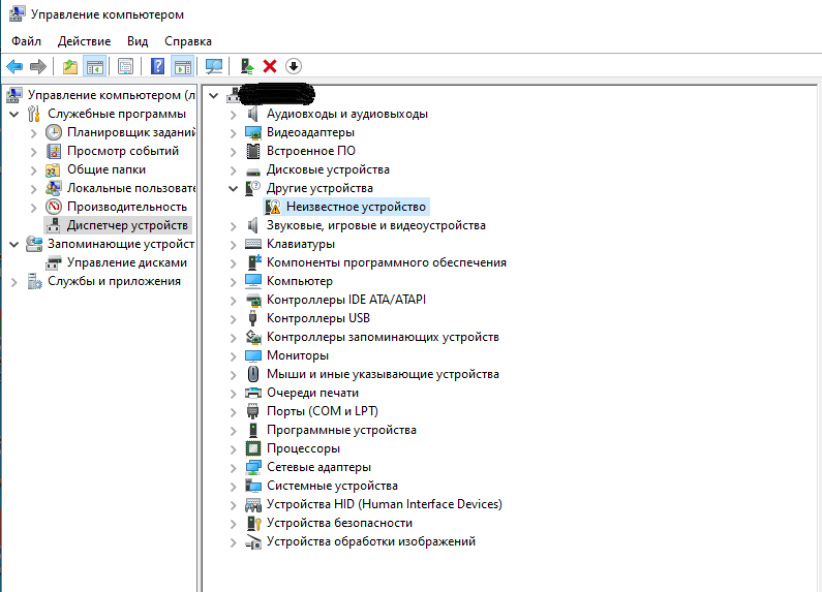 Управление компьютером
Файл Действие Вид Справка
Управление компьютером (л
Служебные программы
Планировщик заданий
Просмотр событий
Общие папки
Локальные пользовате
Производительность
Диспетчер устройств
Запоминающие устройст
Управление дисками
Службы и приложения
Аудиовходы и аудиовыходы
Видеоадаптеры
Встроенное ПО
Дисковые устройства
Другие устройства
Неизвестное устройство
Звуковые, игровые и видеоустройства
Клавиатуры
Компоненты программного обеспечения
Компьютер
Контроллеры IDE ATA/ATAPI
Контроллеры USB
Контроллеры запоминающих устройств
Мониторы
Мыши и иные указывающие устройства
Очереди печати
Порты (COM и LPT)
Программные устройства
Процессоры
Сетевые адаптеры
Системные устройства
Устройства HID (Human Interface Devices)
Устройства безопасности
Устройства обработки изображений